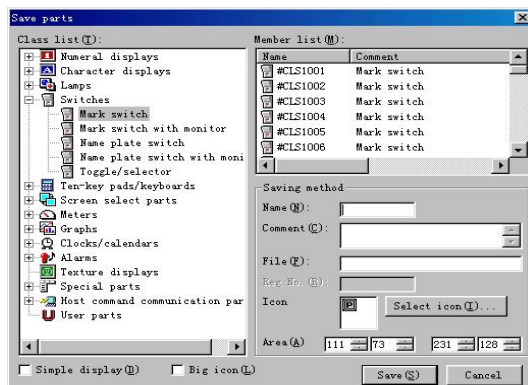 Save parts
Class list(T):
Numeral displays
Character displays
Lamps
Switches
Mark switch
Mark switch with monitor
Name plate switch
Name plate switch with moni
Toggle/selector
Ten-key pads/keyboards
Screen select parts
Meters
Graphs
Clocks/calendars
Alarms
Texture displays
Special parts
Host command communication par
User parts
Simple display(D)
Big icon(L)
Member list(M):
Name Comment
#CLS1001 Mark switch
#CLS1002 Mark switch
#CLS1003 Mark switch
#CLS1004 Mark switch
#CLS1005 Mark switch
#CLS1006 Mark switch
Saving method
Name(N):
Comment(C):
File(F):
Reg No. (R):
Icon
P
Select icon(I)...
Area(A) 111 73 231 128
Save(S) Cancel